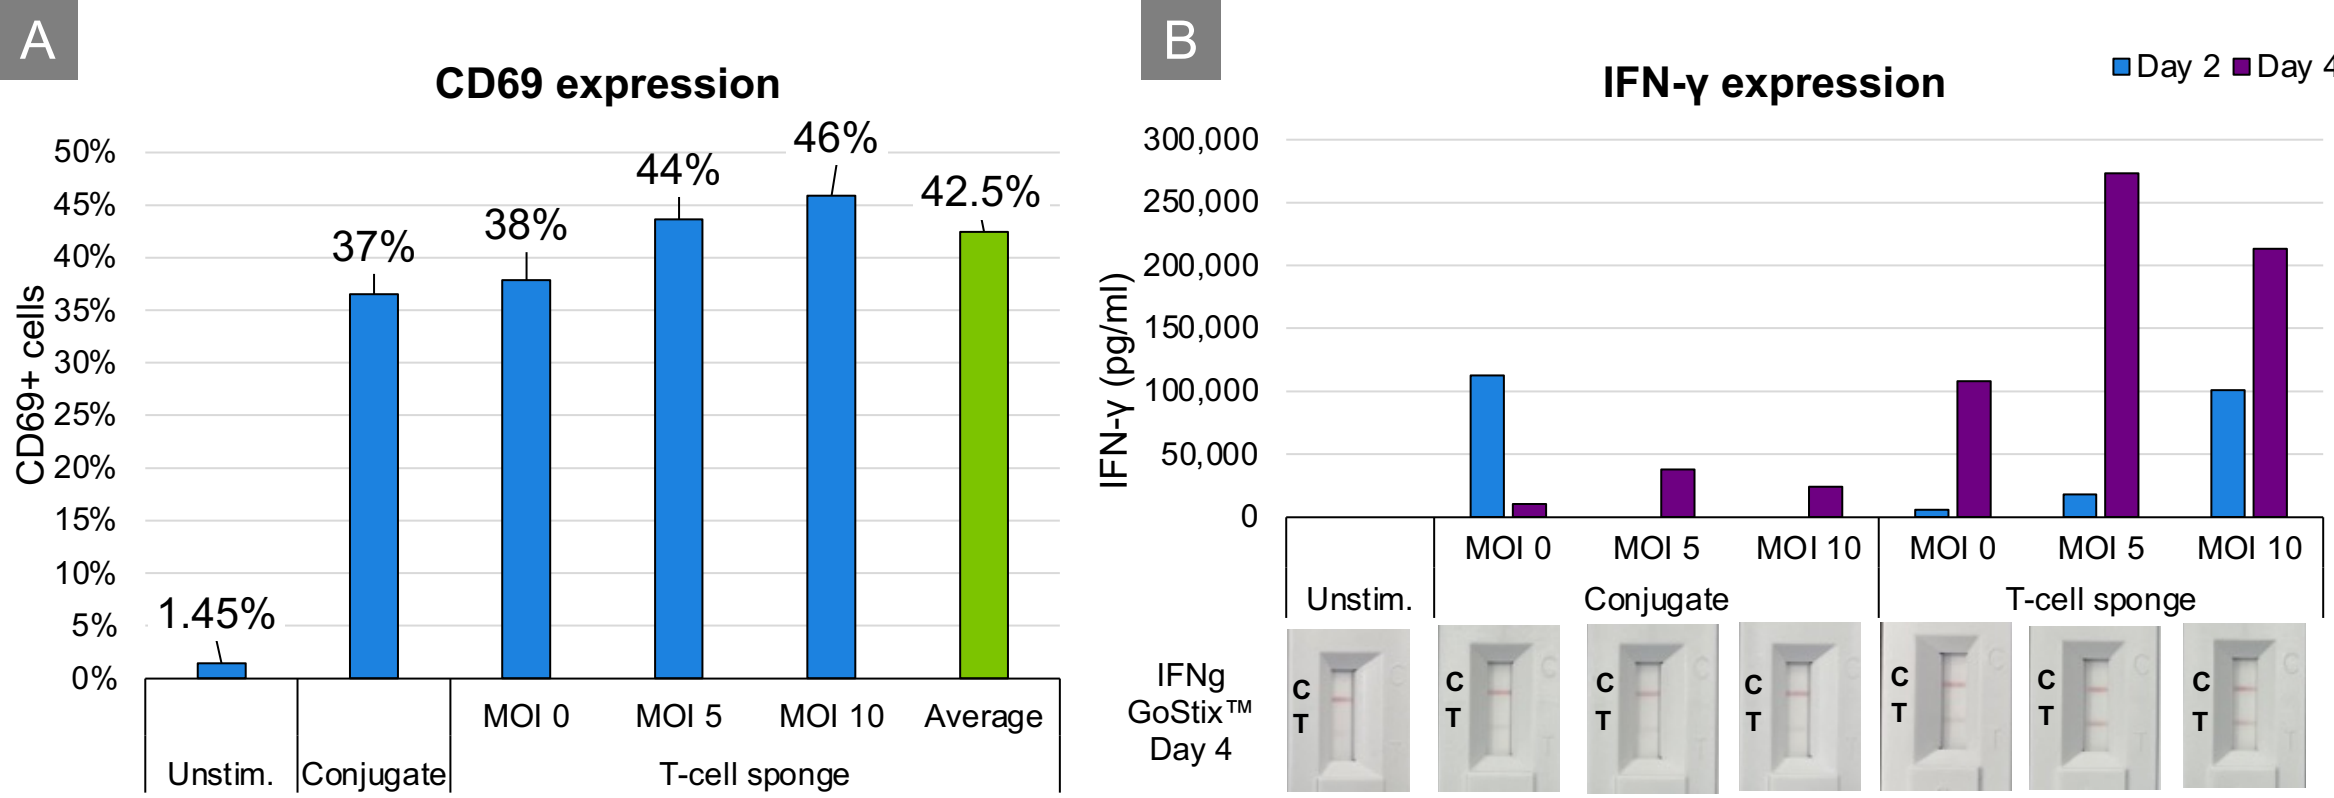 A
CD69 expression
CD69+ cells
50%
45%
40%
35%
30%
25%
20%
15%
10%
5%
0%
1.45%
37%
38%
44%
46%
42.5%
MOI 0
MOI 5
MOI 10
Average
Unstim.
Conjugate
T-cell sponge
B
IFN-γ expression
Day 2
Day 4
IFN-γ (pg/ml)
300,000
250,000
200,000
150,000
100,000
50,000
0
MOI 0
MOI 5
MOI 10
MOI 0
MOI 5
MOI 10
Unstim.
Conjugate
T-cell sponge
IFNg
GoStix™
Day 4
C
T
C
T
C
T
C
T
C
T
C
T
C
T